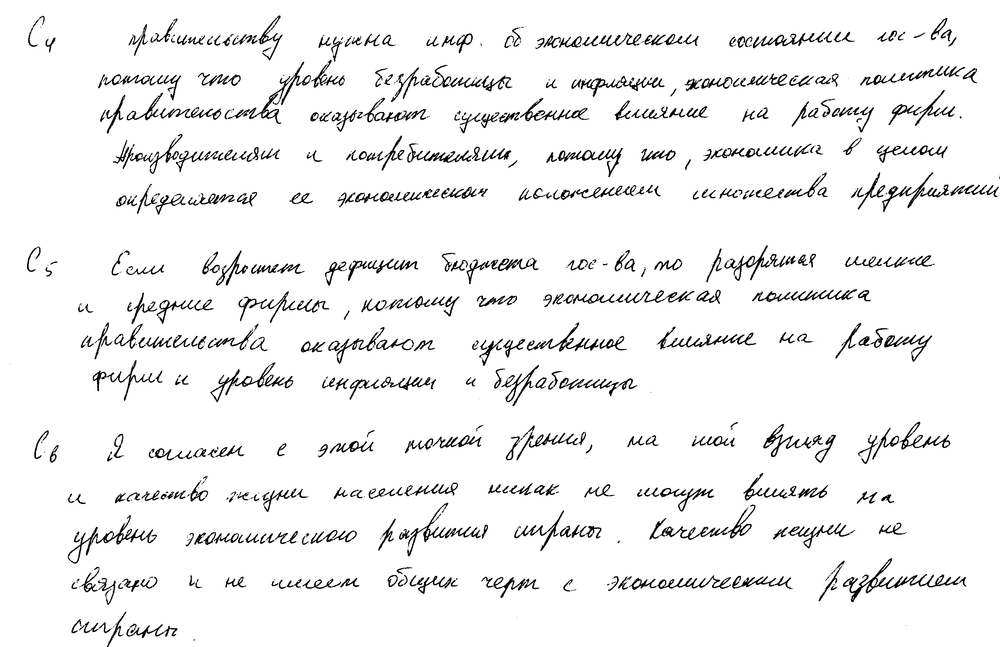 С4 правительству нужна инф. об экономическом состоянии гос-ва,
потому что уровень безработицы и инфляции, экономическая политика
правительства оказывают существенное влияние на работу фирм.
Производителям и потребителям, потому что, экономика в целом
определяется ее экономическом положением множества предприятий
С5 Если возрастет дефицит бюджета гос-ва, то разорятся мелкие
и средние фирмы, потому что экономическая политика
правительства оказывают существенное влияние на работу
фирм и уровень инфляции и безработицы
С6 Я согласен с этой точкой зрения, на мой взгляд уровень
и качество жизни населения никак не могут влиять на
уровень экономического развития страны. Качество жизни не
связано и не имеет общих черт с экономическим развитием
страны.